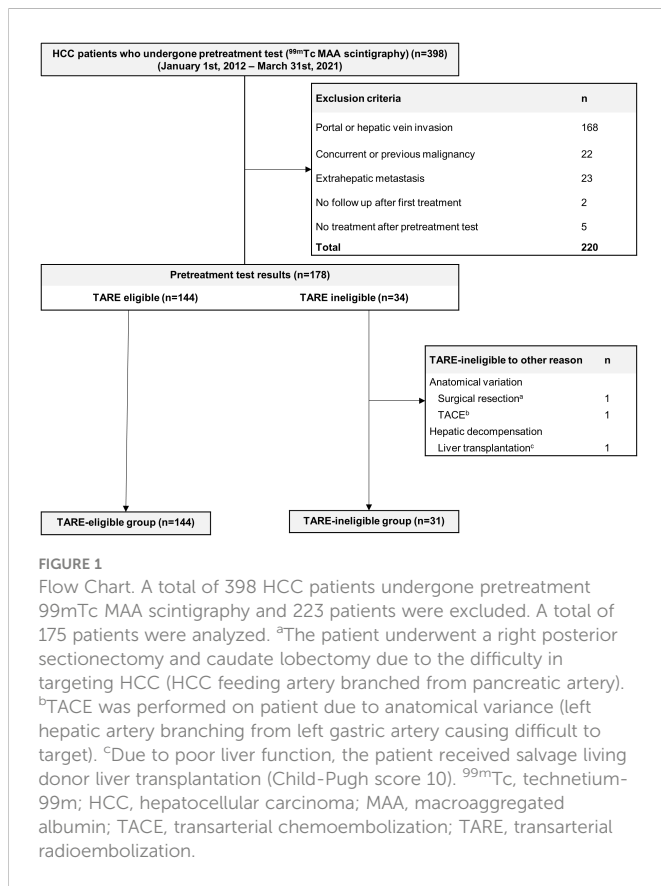 HCC patients who undergone pretreatment test (99mTc MAA scintigraphy) (n=398)
(January 1st, 2012 – March 31st, 2021)
Exclusion criteria n
Portal or hepatic vein invasion 168
Concurrent or previous malignancy 22
Extrahepatic metastasis 23
No follow up after first treatment 2
No treatment after pretreatment test 5
Total 220
Pretreatment test results (n=178)
TARE eligible (n=144) TARE ineligible (n=34)
TARE-ineligible to other reason n
Anatomical variation
Surgical resectionᵃ 1
TACEᵇ 1
Hepatic decompensation
Liver transplantationᶜ 1
TARE-eligible group (n=144) TARE-ineligible group (n=31)
FIGURE 1
Flow Chart. A total of 398 HCC patients undergone pretreatment
99mTc MAA scintigraphy and 223 patients were excluded. A total of
175 patients were analyzed. ᵃThe patient underwent a right posterior
sectionectomy and caudate lobectomy due to the difficulty in
targeting HCC (HCC feeding artery branched from pancreatic artery).
ᵇTACE was performed on patient due to anatomical variance (left
hepatic artery branching from left gastric artery causing difficult to
target). ᶜDue to poor liver function, the patient received salvage living
donor liver transplantation (Child-Pugh score 10). 99mTc, technetium-
99m; HCC, hepatocellular carcinoma; MAA, macroaggregated
albumin; TACE, transarterial chemoembolization; TARE, transarterial
radioembolization.